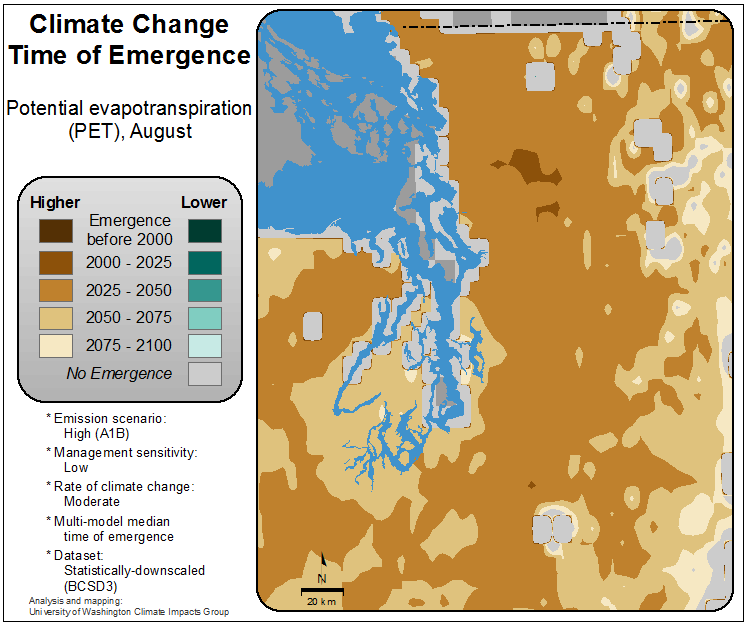 Climate Change
Time of Emergence
Potential evapotranspiration
(PET), August
Higher
Lower
Emergence
before 2000
2000 - 2025
2025 - 2050
2050 - 2075
2075 - 2100
No Emergence
* Emission scenario:
High (A1B)
* Management sensitivity:
Low
* Rate of climate change:
Moderate
* Multi-model median
time of emergence
* Dataset:
Statistically-downscaled
(BCSD3)
Analysis and mapping:
University of Washington Climate Impacts Group
N
20 km